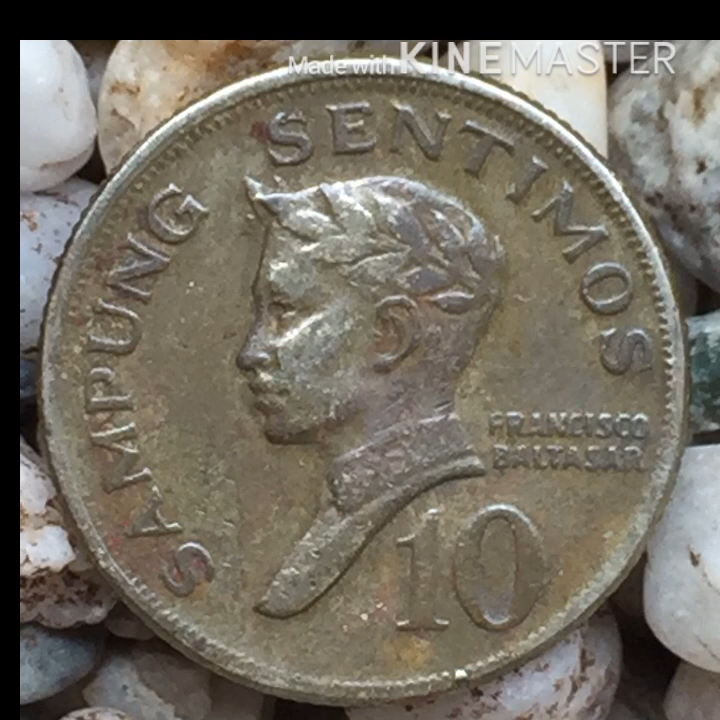 Made with KINEMASTER
SAMPUNG SENTIMOS
FRANCISCO
BALTASAR
10